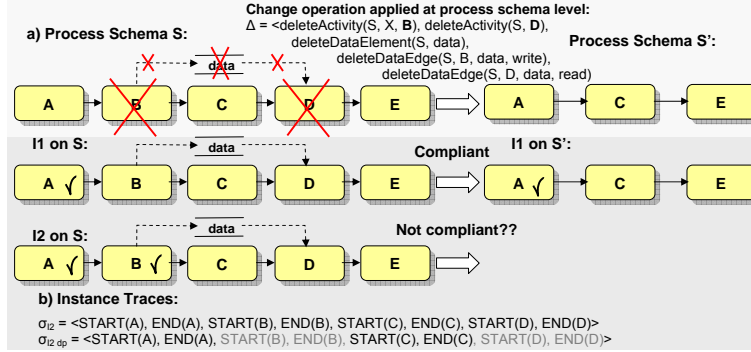 Change operation applied at process schema level:
a) Process Schema S:
Δ = <deleteActivity(S, X, B), deleteActivity(S, D),
deleteDataElement(S, data),
deleteDataEdge(S, B, data, write),
deleteDataEdge(S, D, data, read)
Process Schema S':
data
A B C D E A C E
I1 on S:
data
Compliant
I1 on S':
A B C D E A C E
I2 on S:
data
Not compliant??
A B C D E
b) Instance Traces:
σI2 = <START(A), END(A), START(B), END(B), START(C), END(C), START(D), END(D)>
σI2 dp = <START(A), END(A), START(B), END(B), START(C), END(C), START(D), END(D)>